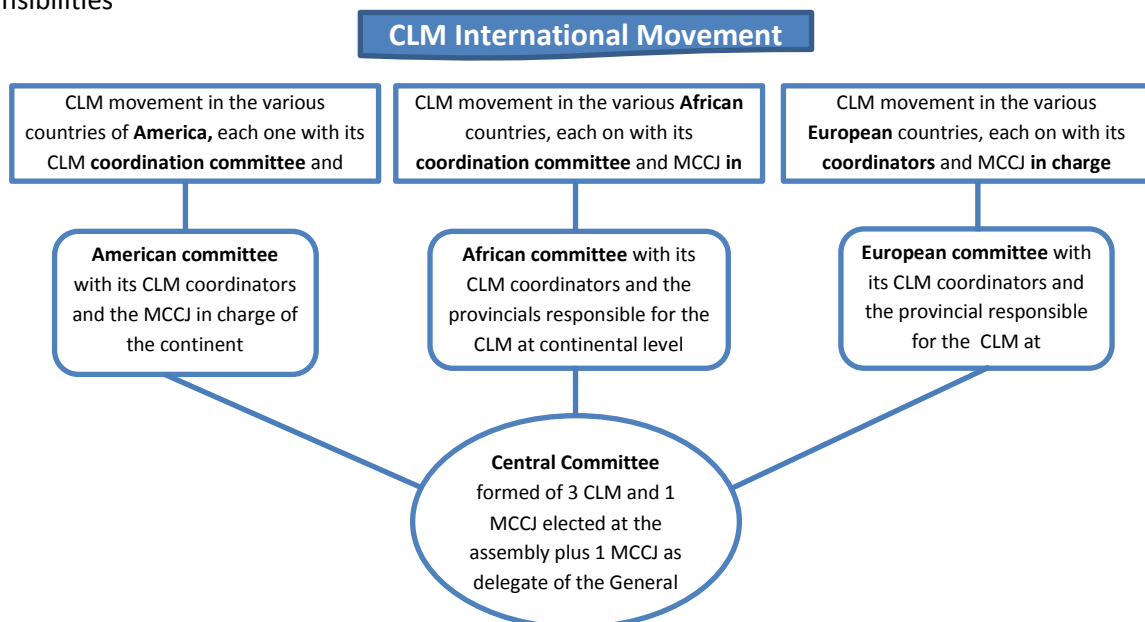 nsibilities
CLM International Movement
CLM movement in the various
countries of America, each one with its
CLM coordination committee and
CLM movement in the various African
countries, each on with its
coordination committee and MCCJ in
CLM movement in the various
European countries, each on with its
coordinators and MCCJ in charge
American committee
with its CLM coordinators
and the MCCJ in charge of
the continent
African committee with its
CLM coordinators and the
provincials responsible for the
CLM at continental level
European committee with
its CLM coordinators and
the provincial responsible
for the CLM at
Central Committee
formed of 3 CLM and 1
MCCJ elected at the
assembly plus 1 MCCJ as
delegate of the General